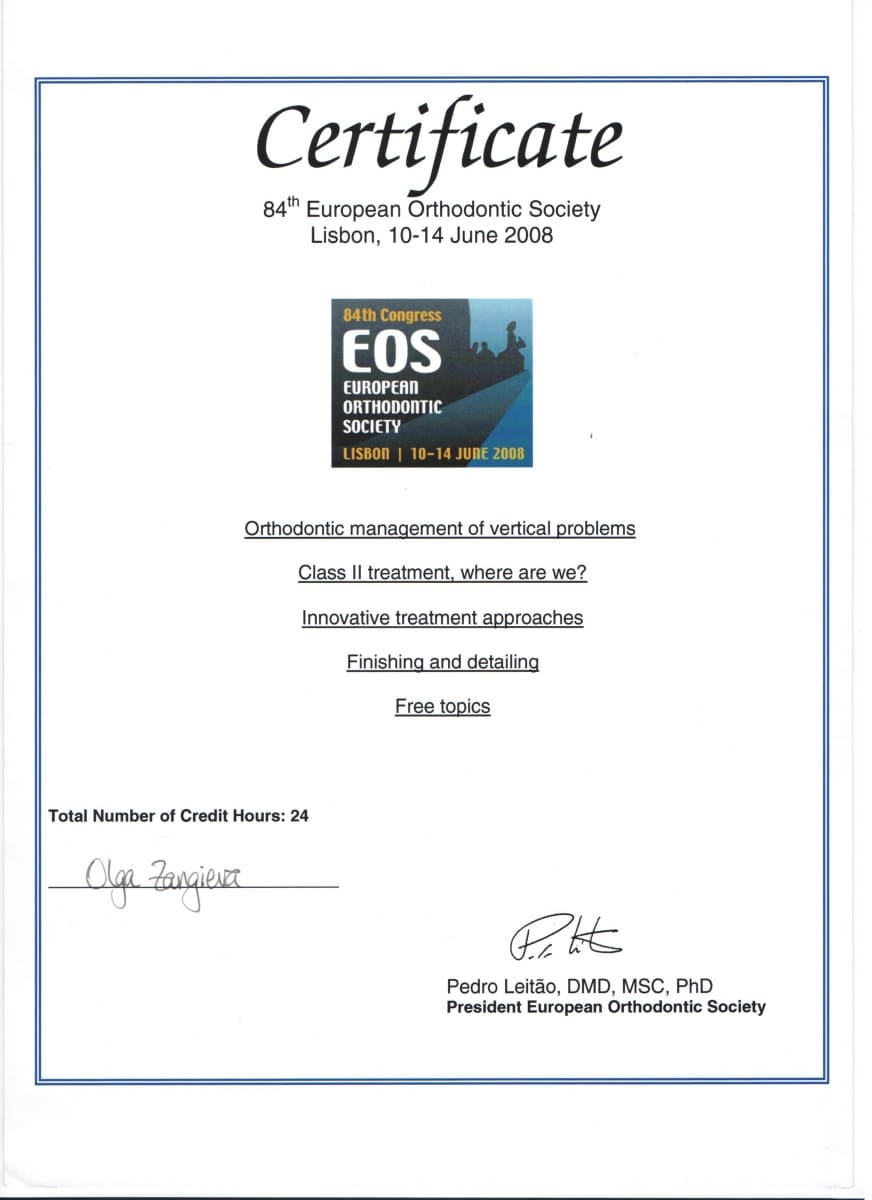 Certificate
84th European Orthodontic Society
Lisbon, 10-14 June 2008
84th Congress
EOS
EUROPEAN
ORTHODONTIC
SOCIETY
LISBON | 10-14 JUNE 2008
Orthodontic management of vertical problems
Class II treatment, where are we?
Innovative treatment approaches
Finishing and detailing
Free topics
Total Number of Credit Hours: 24
Olga Zangieva
Pedro Leitão, DMD, MSC, PhD
President European Orthodontic Society